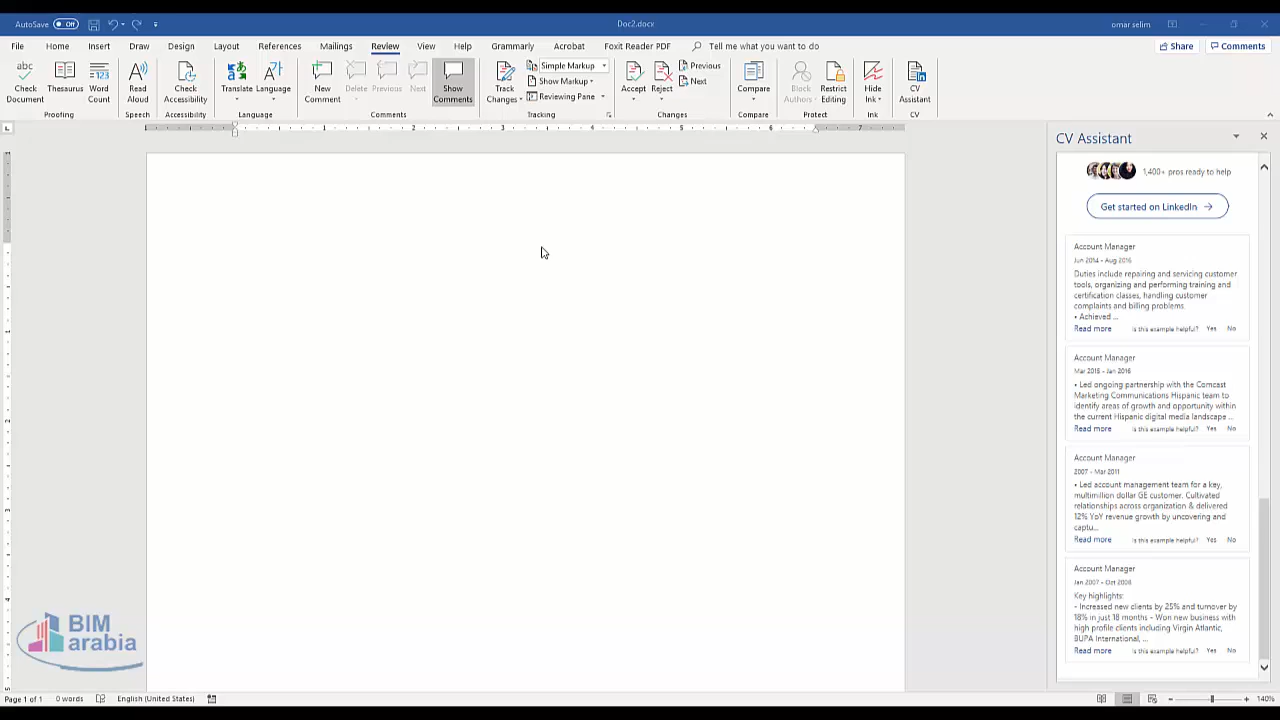 AutoSave Off Doc2.docx omar selim
File Home Insert Draw Design Layout References Mailings Review View Help Grammarly Acrobat Foxit Reader PDF Tell me what you want to do Share Comments
abc Check Document
Thesaurus
123 Word Count
Proofing
Read Aloud
Speech
Check Accessibility
Accessibility
Translate
Language
Language
New Comment
Delete
Previous
Next
Show Comments
Comments
Track Changes
Simple Markup
Show Markup
Reviewing Pane
Tracking
Accept
Reject
Previous
Next
Changes
Compare
Compare
Block Authors
Restrict Editing
Protect
Hide Ink
Ink
CV Assistant
CV
1 2 3 4 5 6 7
CV Assistant
1,400+ pros ready to help
Get started on LinkedIn
Account Manager
Jun 2014 - Aug 2016
Duties include repairing and servicing customer
tools, organizing and performing training and
certification classes, handling customer
complaints and billing problems.
• Achieved ...
Read more Is this example helpful? Yes No
Account Manager
Mar 2015 - Jan 2016
• Led ongoing partnership with the Comcast
Marketing Communications Hispanic team to
identify areas of growth and opportunity within
the current Hispanic digital media landscape ...
Read more Is this example helpful? Yes No
Account Manager
2007 - Mar 2011
• Led account management team for a key,
multimillion dollar GE customer. Cultivated
relationships across organization & delivered
12% YoY revenue growth by uncovering and
captu...
Read more Is this example helpful? Yes No
Account Manager
Jan 2007 - Oct 2008
Key highlights:
- Increased new clients by 25% and turnover by
18% in just 18 months - Won new business with
high profile clients including Virgin Atlantic,
BUPA International, ...
Read more Is this example helpful? Yes No
BIM
arabia
Page 1 of 1 0 words English (United States) 140%